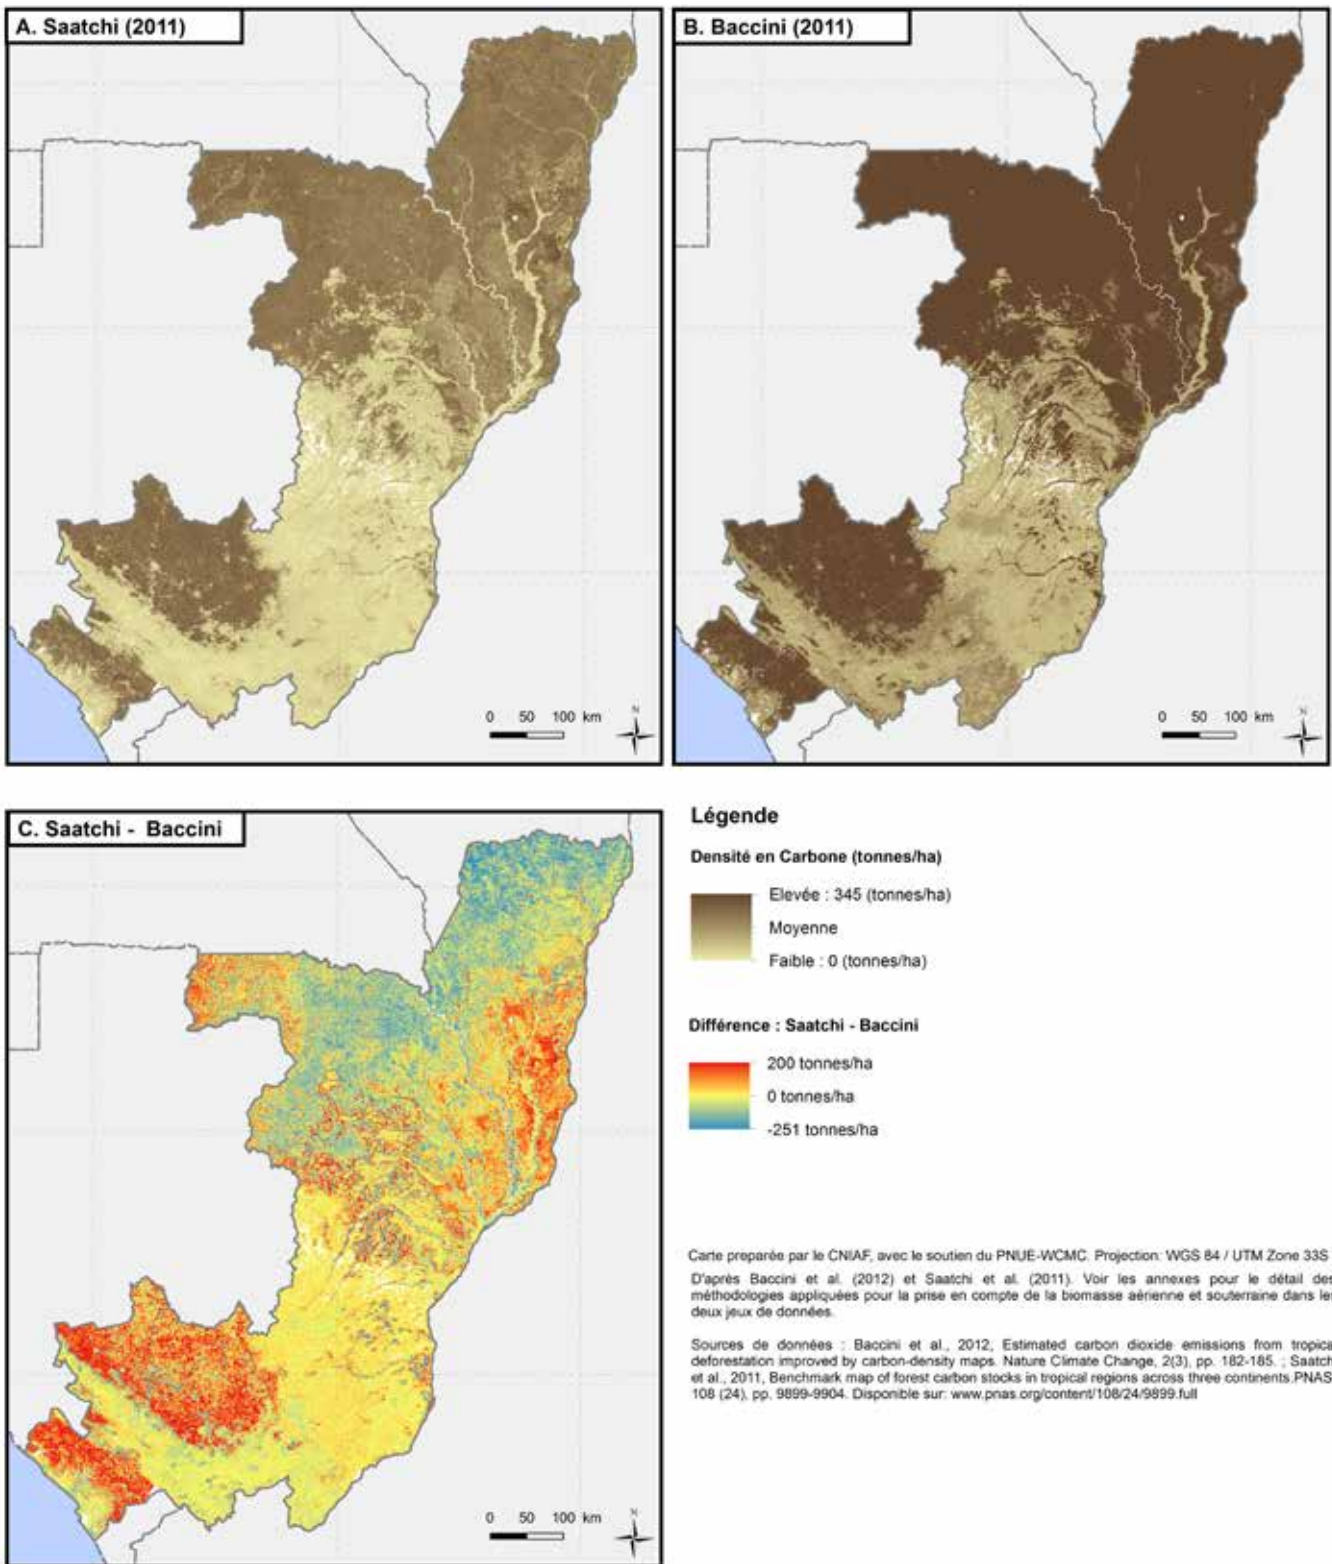 A. Saatchi (2011)
B. Baccini (2011)
0 50 100 km
N
0 50 100 km
N
C. Saatchi - Baccini
0 50 100 km
N
Légende
Densité en Carbone (tonnes/ha)
Elevée : 345 (tonnes/ha)
Moyenne
Faible : 0 (tonnes/ha)
Différence : Saatchi - Baccini
200 tonnes/ha
0 tonnes/ha
-251 tonnes/ha
Carte preparée par le CNIAF, avec le soutien du PNUE-WCMC. Projection: WGS 84 / UTM Zone 33S
D'après Baccini et al. (2012) et Saatchi et al. (2011). Voir les annexes pour le détail des
méthodologies appliquées pour la prise en compte de la biomasse aérienne et souterraine dans les
deux jeux de données.
Sources de données : Baccini et al., 2012, Estimated carbon dioxide emissions from tropica
deforestation improved by carbon-density maps. Nature Climate Change, 2(3), pp. 182-185. ; Saatch
et al., 2011, Benchmark map of forest carbon stocks in tropical regions across three continents.PNAS
108 (24), pp. 9899-9904. Disponible sur: www.pnas.org/content/108/24/9899.full